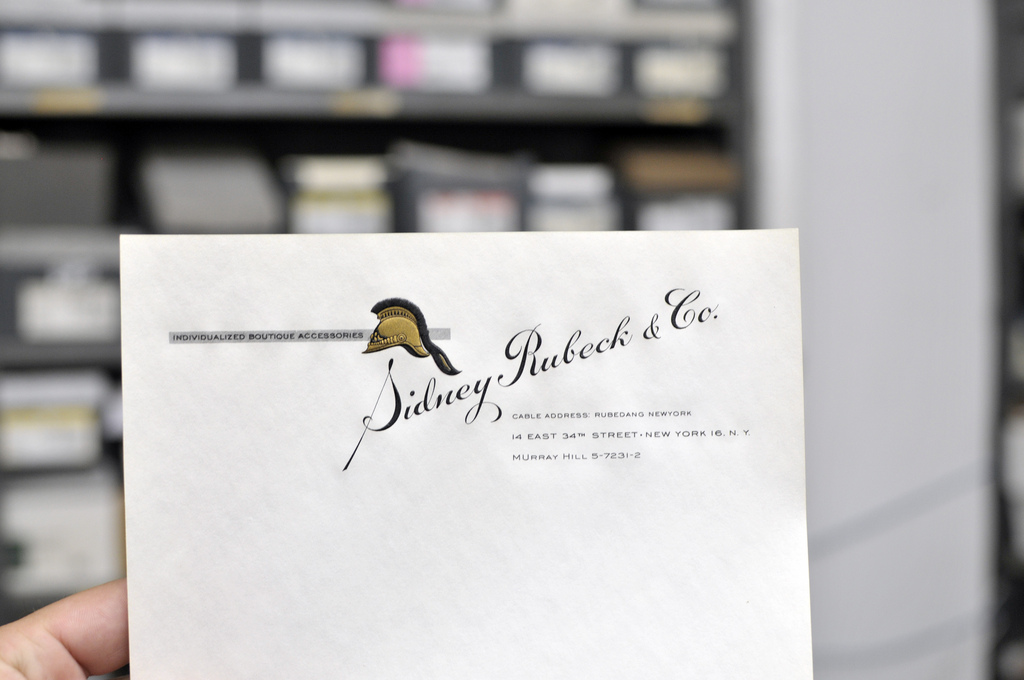 INDIVIDUALIZED BOUTIQUE ACCESSORIES
Sidney Rubeck & Co.
CABLE ADDRESS: RUBEDANG NEWYORK
14 EAST 34TH STREET · NEW YORK 16, N. Y.
MURRAY HILL 5-7231-2